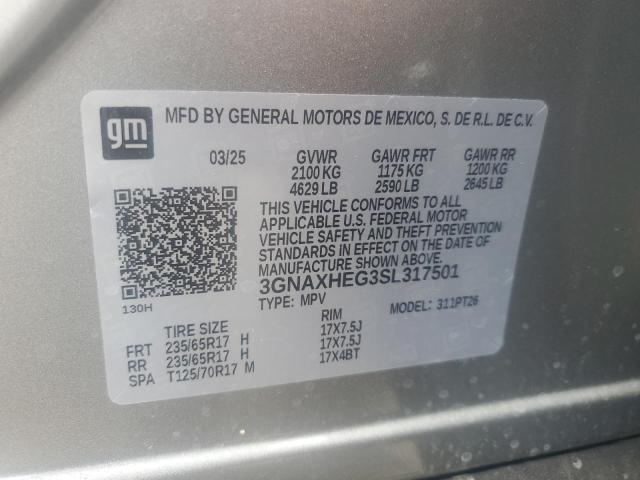 gm
MFD BY GENERAL MOTORS DE MEXICO, S. DE R.L. DE C.V.
03/25 GVWR GAWR FRT GAWR RR
2100 KG 1175 KG 1200 KG
4629 LB 2590 LB 2645 LB
THIS VEHICLE CONFORMS TO ALL
APPLICABLE U.S. FEDERAL MOTOR
VEHICLE SAFETY AND THEFT PREVENTION
STANDARDS IN EFFECT ON THE DATE OF
MANUFACTURE SHOWN ABOVE.
3GNAXHEG3SL317501
130H
TYPE: MPV MODEL: 311PT26
TIRE SIZE RIM
FRT 235/65R17 H 17X7.5J
RR 235/65R17 H 17X7.5J
SPA T125/70R17 M 17X4BT